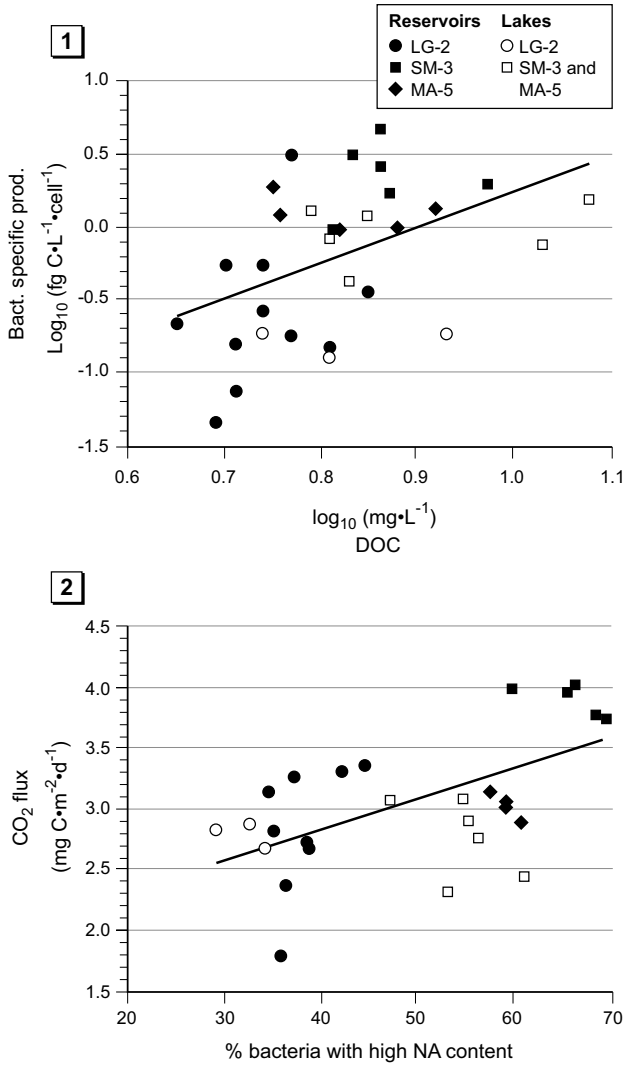 1
Reservoirs Lakes
LG-2 LG-2
SM-3 SM-3 and
MA-5 MA-5
Bact. specific prod.
Log₁₀ (fg C•L⁻¹•cell⁻¹)
1.0
0.5
0.0
-0.5
-1.0
-1.5
0.6 0.7 0.8 0.9 1.0 1.1
log₁₀ (mg•L⁻¹)
DOC
2
CO₂ flux
(mg C•m⁻²•d⁻¹)
4.5
4.0
3.5
3.0
2.5
2.0
1.5
20 30 40 50 60 70
% bacteria with high NA content